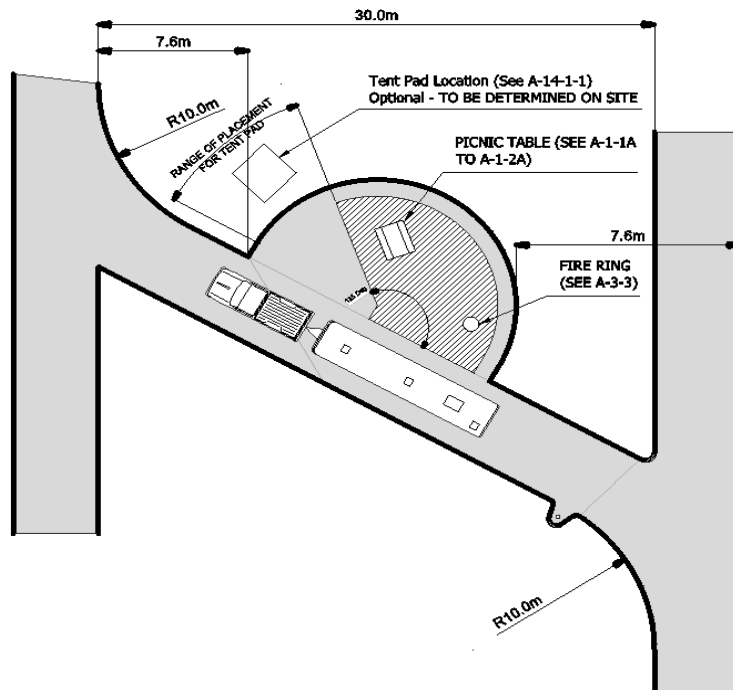 30.0m
7.6m
Tent Pad Location (See A-14-1-1)
Optional - TO BE DETERMINED ON SITE
R10.0m
RANGE OF PLACEMENT
FOR TENT PAD
PICNIC TABLE (SEE A-1-1A
TO A-1-2A)
7.6m
FIRE RING
(SEE A-3-3)
R10.0m